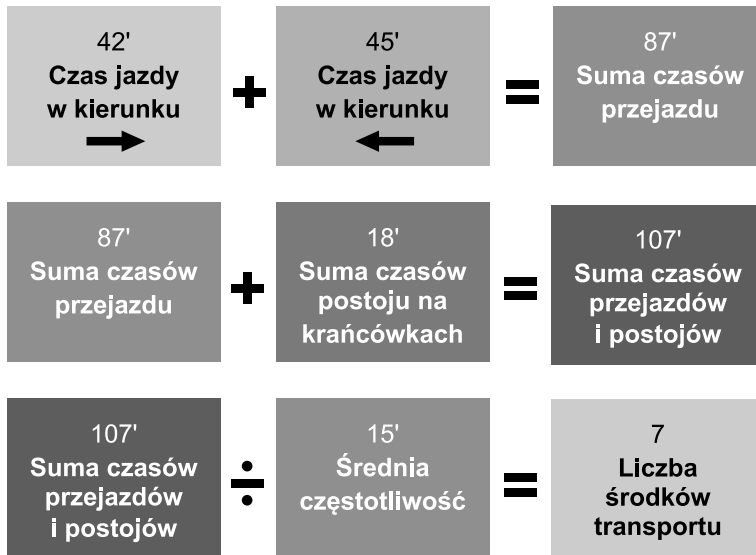 42'
Czas jazdy
w kierunku
+
45'
Czas jazdy
w kierunku
=
87'
Suma czasów
przejazdu
87'
Suma czasów
przejazdu
+
18'
Suma czasów
postoju na
krańcówkach
=
107'
Suma czasów
przejazdów
i postojów
107'
Suma czasów
przejazdów
i postojów
÷
15'
Średnia
częstotliwość
=
7
Liczba
środków
transportu